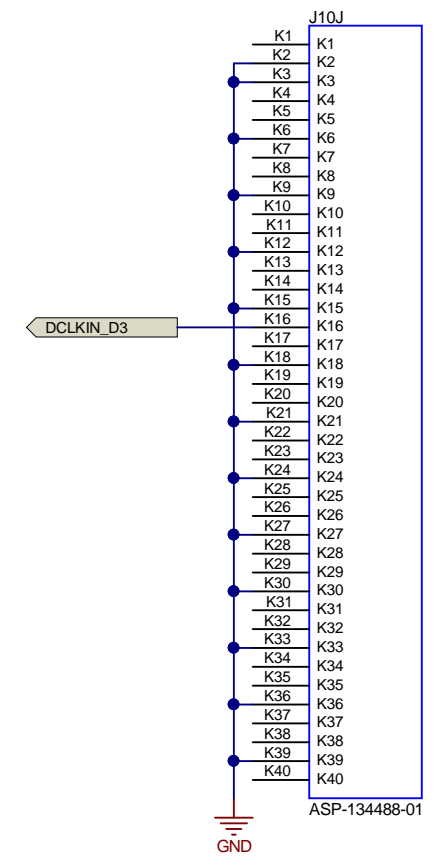 J10J
K1 K1
K2 K2
K3 K3
K4 K4
K5 K5
K6 K6
K7 K7
K8 K8
K9 K9
K10 K10
K11 K11
K12 K12
K13 K13
K14 K14
K15 K15
DCLKIN_D3 K16 K16
K17 K17
K18 K18
K19 K19
K20 K20
K21 K21
K22 K22
K23 K23
K24 K24
K25 K25
K26 K26
K27 K27
K28 K28
K29 K29
K30 K30
K31 K31
K32 K32
K33 K33
K34 K34
K35 K35
K36 K36
K37 K37
K38 K38
K39 K39
K40 K40
ASP-134488-01
GND